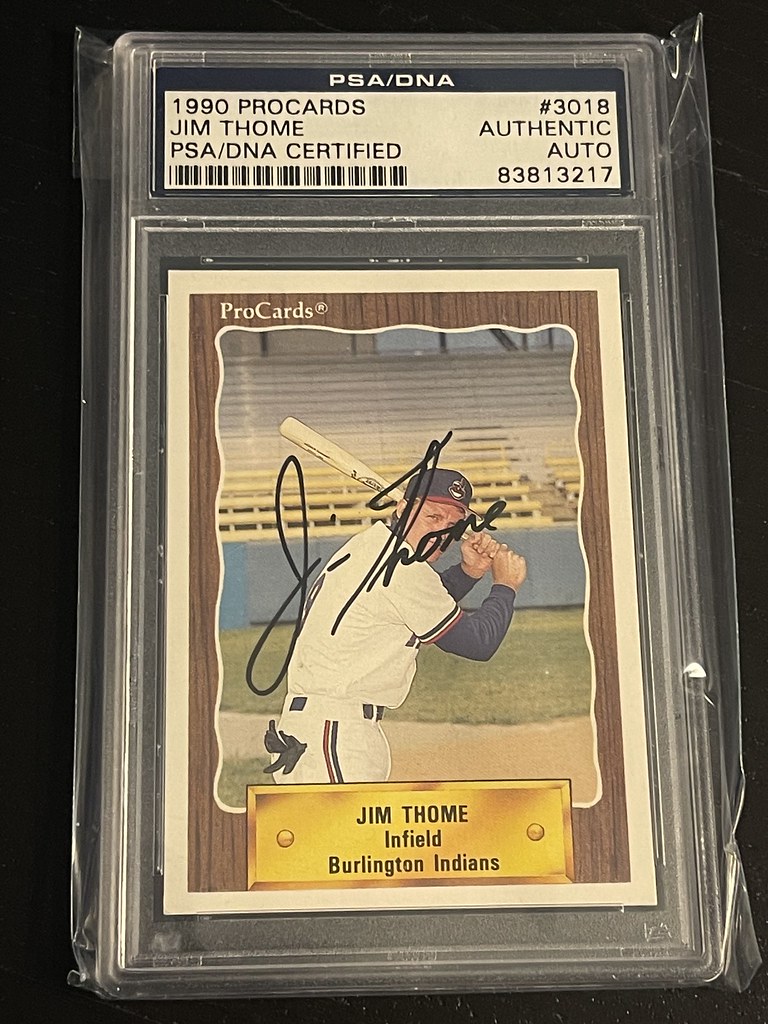 PSA/DNA
1990 PROCARDS #3018
JIM THOME AUTHENTIC
PSA/DNA CERTIFIED AUTO
83813217
ProCards®
Jim Thome
JIM THOME
Infield
Burlington Indians